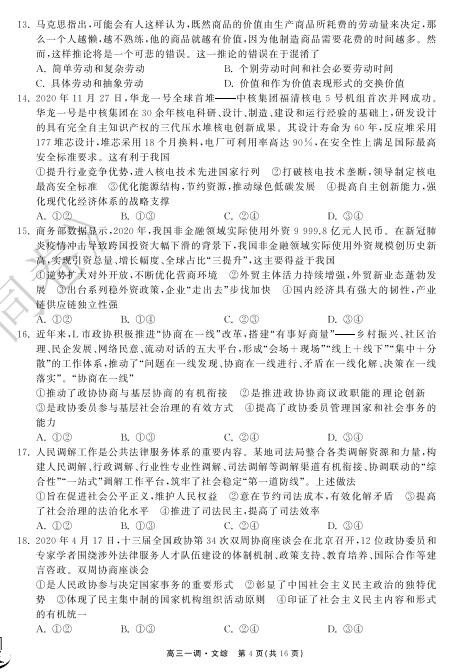 13. 马克思指出,可能会有人这样认为,既然商品的价值由生产商品所耗费的劳动量来决定,那
么一个人越懒,越不熟练,他的商品就越有价值,因为他制造商品需要花费的时间越多。然
而,这样推论将是一个可悲的错误。这一推论的错误在于混淆了
A. 简单劳动和复杂劳动 B. 个别劳动时间和社会必要劳动时间
C. 具体劳动和抽象劳动 D. 价值和作为价值表现形式的交换价值
14. 2020 年 11 月 27 日,华龙一号全球首堆——中核集团福清核电 5 号机组首次并网成功。
华龙一号是中核集团在 30 余年核电科研、设计、制造、建设和运行经验的基础上,研发设计
的具有完全自主知识产权的三代压水堆核电创新成果。其设计寿命为 60 年,反应堆采用
177 堆芯设计,堆芯采用 18 个月换料,电厂可利用率高达 90%,在安全性上满足国际最高
安全标准要求。这有利于我国
①提升行业竞争优势,进入核电技术先进国家行列 ②打破核电技术垄断,领导制定核电
最高安全标准 ③优化能源结构,节约资源,推动绿色低碳发展 ④提高自主创新能力,强
化现代化经济体系的战略支撑
A. ①② B. ①③ C. ②④ D. ③④
15. 商务部数据显示,2020 年,我国非金融领域实际使用外资 9 999.8 亿元人民币。在新冠肺
炎疫情冲击导致跨国投资大幅下滑的背景下,我国非金融领域实际使用外资规模创历史新
高,实现引资总量、增长幅度、全球占比“三提升”,这主要得益于我国
①逆势扩大对外开放,不断优化营商环境 ②外贸主体活力持续增强,外贸新业态蓬勃发
展 ③出台系列稳外资政策,企业“走出去”步伐加快 ④国内经济具有强大的韧性,产业
链供应链独立性强
A. ①② B. ①④ C. ②③ D. ③④
16. 近年来,L 市政协积极推进“协商在一线”改革,搭建“有事好商量”——乡村振兴、社区治
理、民企发展、网络民意、流动对话的五大平台,形成“会场+现场”“线上+线下”“集中+分
散”的工作体系,推动了“问题在一线发现、协商在一线进行、矛盾在一线化解、决策在一线
落实”。“协商在一线”
①推动了政协协商与基层协商的有机衔接 ②是推进政协协商议政职能的理论创新
③是政协委员参与基层社会治理的有效方式 ④提高了政协委员管理国家和社会事务的
能力
A. ①② B. ①③ C. ②④ D. ③④
17. 人民调解工作是公共法律服务体系的重要内容。某地司法局整合各类调解资源和力量,构
建人民调解、行政调解、行业性专业性调解、司法调解等调解渠道有机衔接、协调联动的“综
合性”“一站式”调解工作平台,筑牢了社会稳定“第一道防线”。上述做法
①旨在促进社会公平正义,维护人民权益 ②意在节约司法成本,有效化解矛盾 ③提高
了社会治理的法治化水平 ④推进了司法民主,提高了司法效率
A. ①② B. ①③ C. ②④ D. ③④
18. 2020 年 4 月 17 日,十三届全国政协第 34 次双周协商座谈会在北京召开,12 位政协委员和
专家学者围绕涉外法律服务人才队伍建设的体制机制、政策支持、教育培养、国际合作等建
言咨政。双周协商座谈会
①是人民政协参与决定国家事务的重要形式 ②彰显了中国社会主义民主政治的独特优
势 ③体现了民主集中制的国家机构组织活动原则 ④印证了社会主义民主内容和形式
的有机统一
A. ①② B. ①③ C. ②④ D. ③④
高三一调·文综 第 4 页(共 16 页)